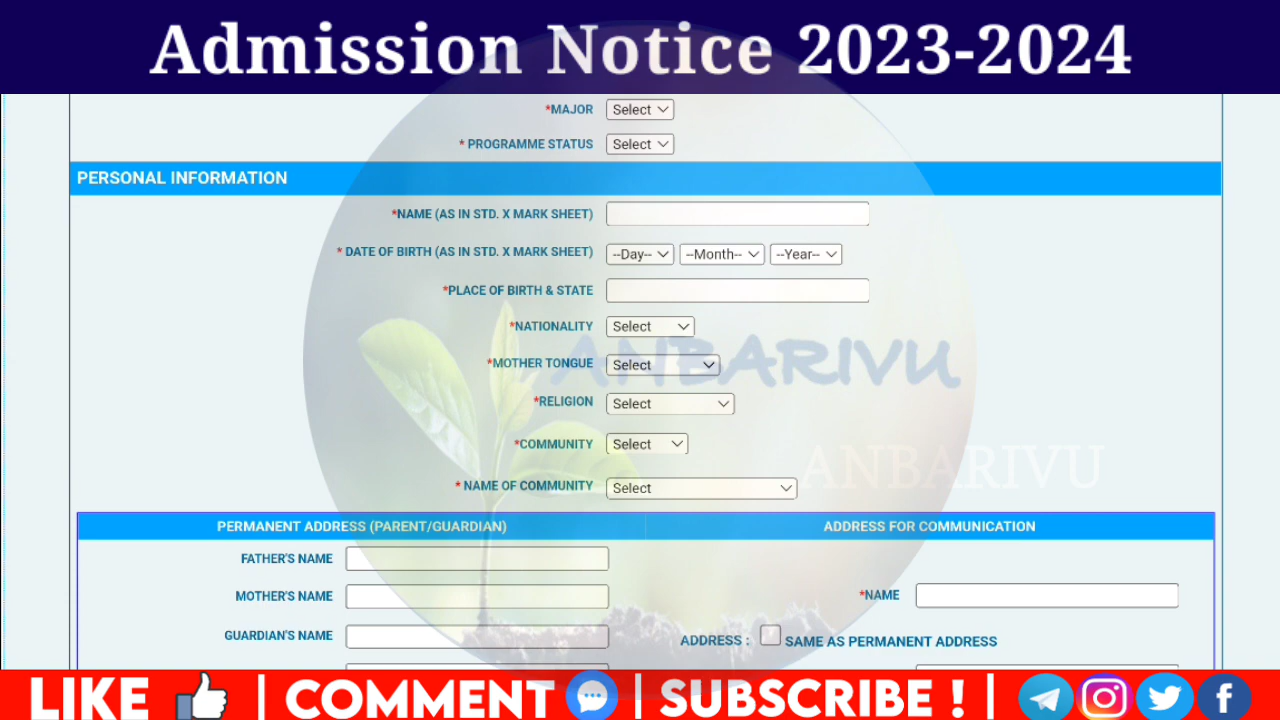 Admission Notice 2023-2024
*MAJOR Select
* PROGRAMME STATUS Select
PERSONAL INFORMATION
*NAME (AS IN STD. X MARK SHEET)
* DATE OF BIRTH (AS IN STD. X MARK SHEET) --Day-- --Month-- --Year--
*PLACE OF BIRTH & STATE
*NATIONALITY Select
*MOTHER TONGUE Select
ANBARIVU
*RELIGION Select
*COMMUNITY Select
ANBARIVU
* NAME OF COMMUNITY Select
PERMANENT ADDRESS (PARENT/GUARDIAN) ADDRESS FOR COMMUNICATION
FATHER'S NAME
MOTHER'S NAME *NAME
GUARDIAN'S NAME ADDRESS : SAME AS PERMANENT ADDRESS
LIKE | COMMENT | SUBSCRIBE ! |